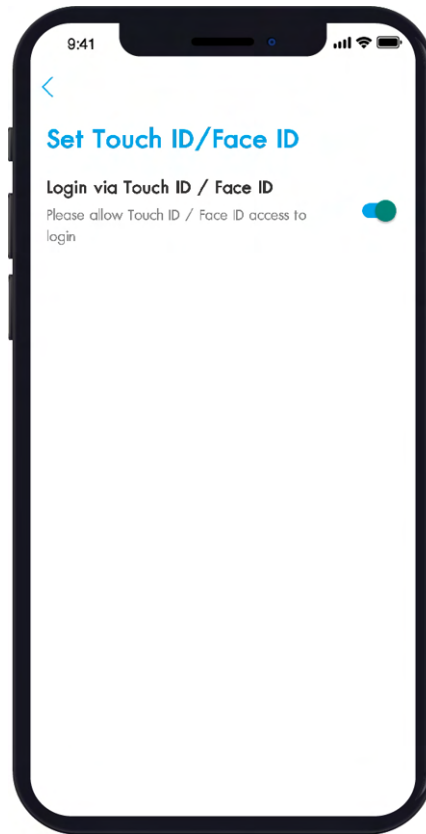 9:41
Set Touch ID/Face ID
Login via Touch ID / Face ID
Please allow Touch ID / Face ID access to
login